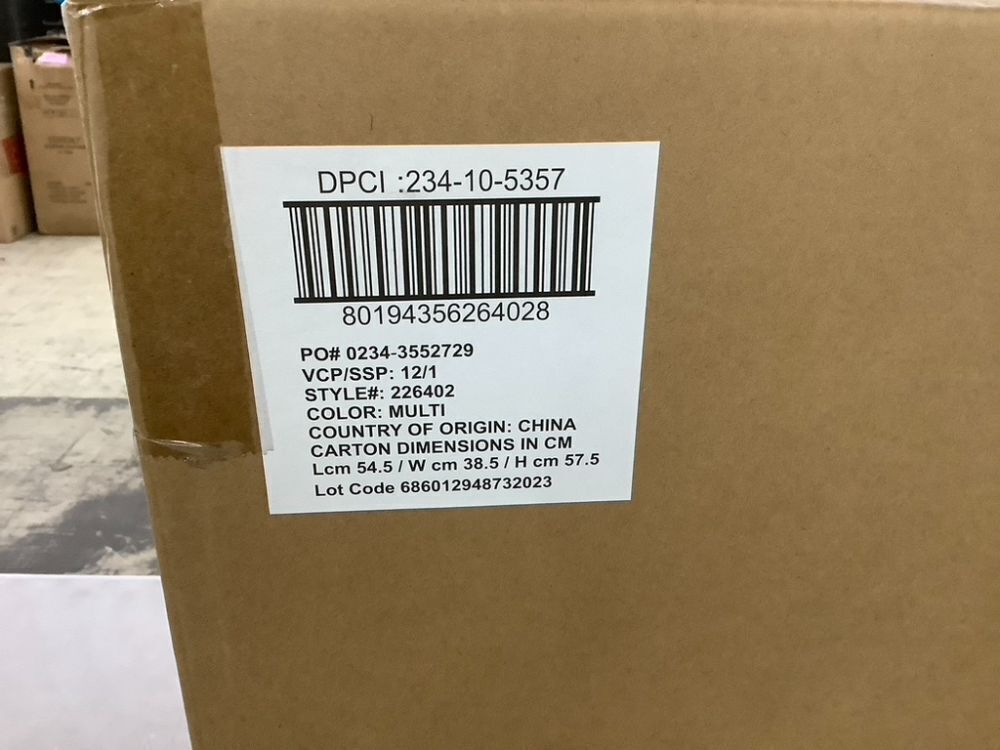 DPCI :234-10-5357
80194356264028
PO# 0234-3552729
VCP/SSP: 12/1
STYLE#: 226402
COLOR: MULTI
COUNTRY OF ORIGIN: CHINA
CARTON DIMENSIONS IN CM
Lcm 54.5 / W cm 38.5 / H cm 57.5
Lot Code 686012948732023